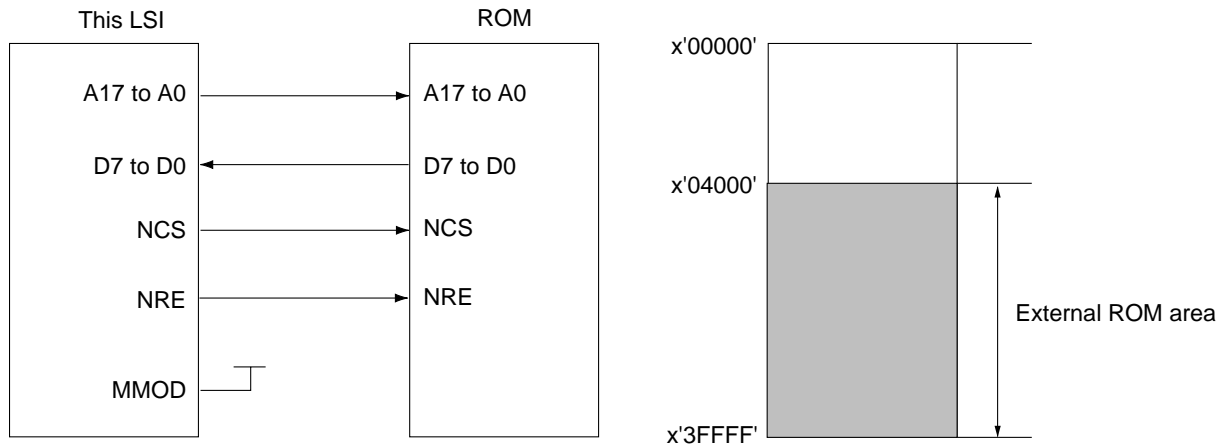 This LSI
ROM
A17 to A0
A17 to A0
D7 to D0
D7 to D0
NCS
NCS
NRE
NRE
MMOD
x'00000'
x'04000'
External ROM area
x'3FFFF'